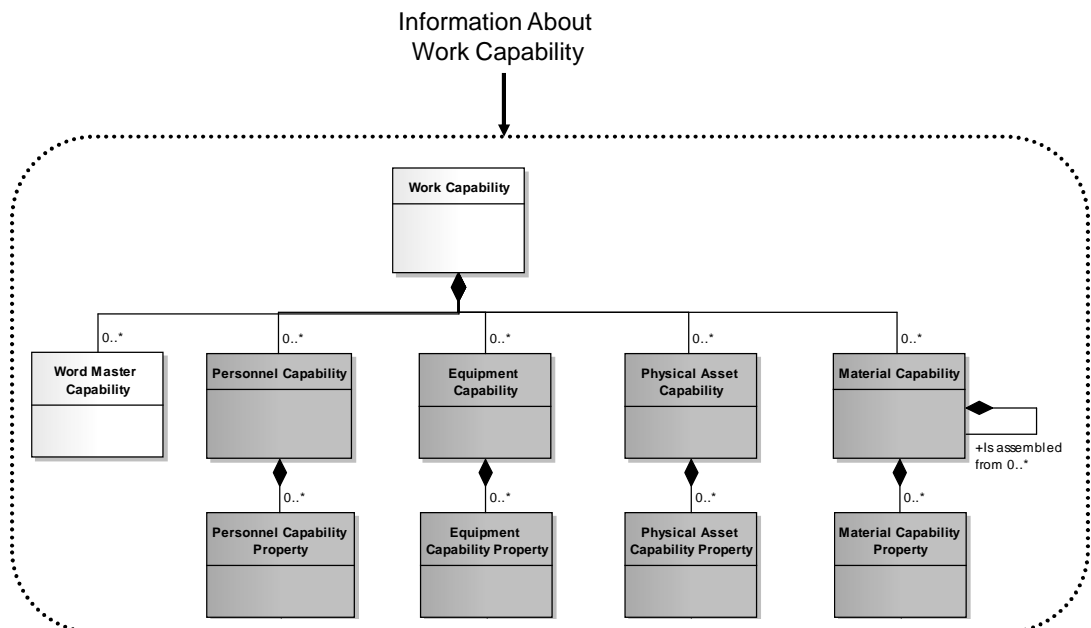 Information About
Work Capability
Work Capability
0..*
0..*
0..*
0..*
0..*
Word Master
Capability
Personnel Capability
Equipment
Capability
Physical Asset
Capability
Material Capability
+Is assembled
from 0..*
0..*
0..*
0..*
0..*
Personnel Capability
Property
Equipment
Capability Property
Physical Asset
Capability Property
Material Capability
Property